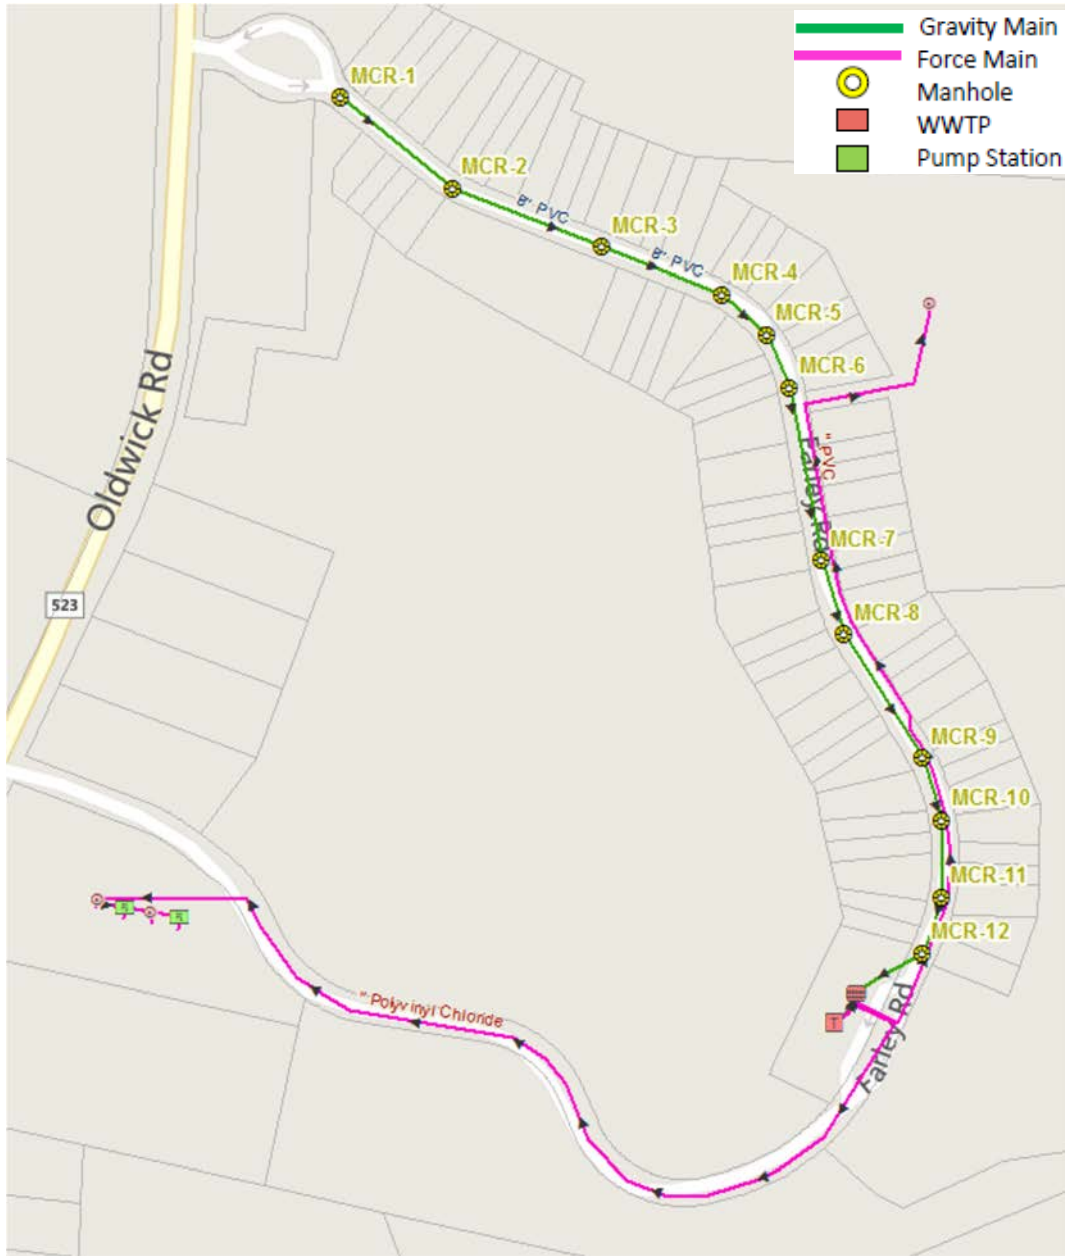 Gravity Main
Force Main
Manhole
WWTP
Pump Station
MCR-1
MCR-2
8" PVC
MCR-3
8" PVC
MCR-4
MCR-5
MCR-6
Oldwick Rd
" PVC
Farley Rd
MCR-7
523
MCR-8
MCR-9
MCR-10
MCR-11
MCR-12
" Polyvinyl Chloride
T
Farley Rd